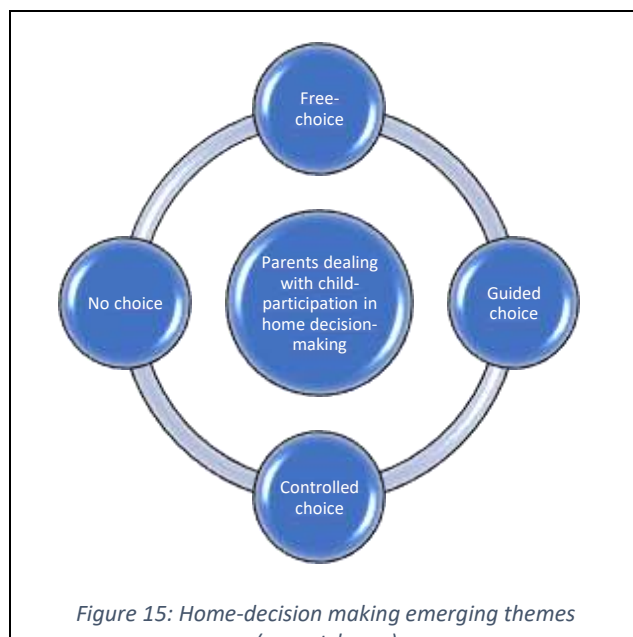 Free-
choice
Parents dealing
with child-
participation in
home decision-
making
No choice
Guided
choice
Controlled
choice
Figure 15: Home-decision making emerging themes